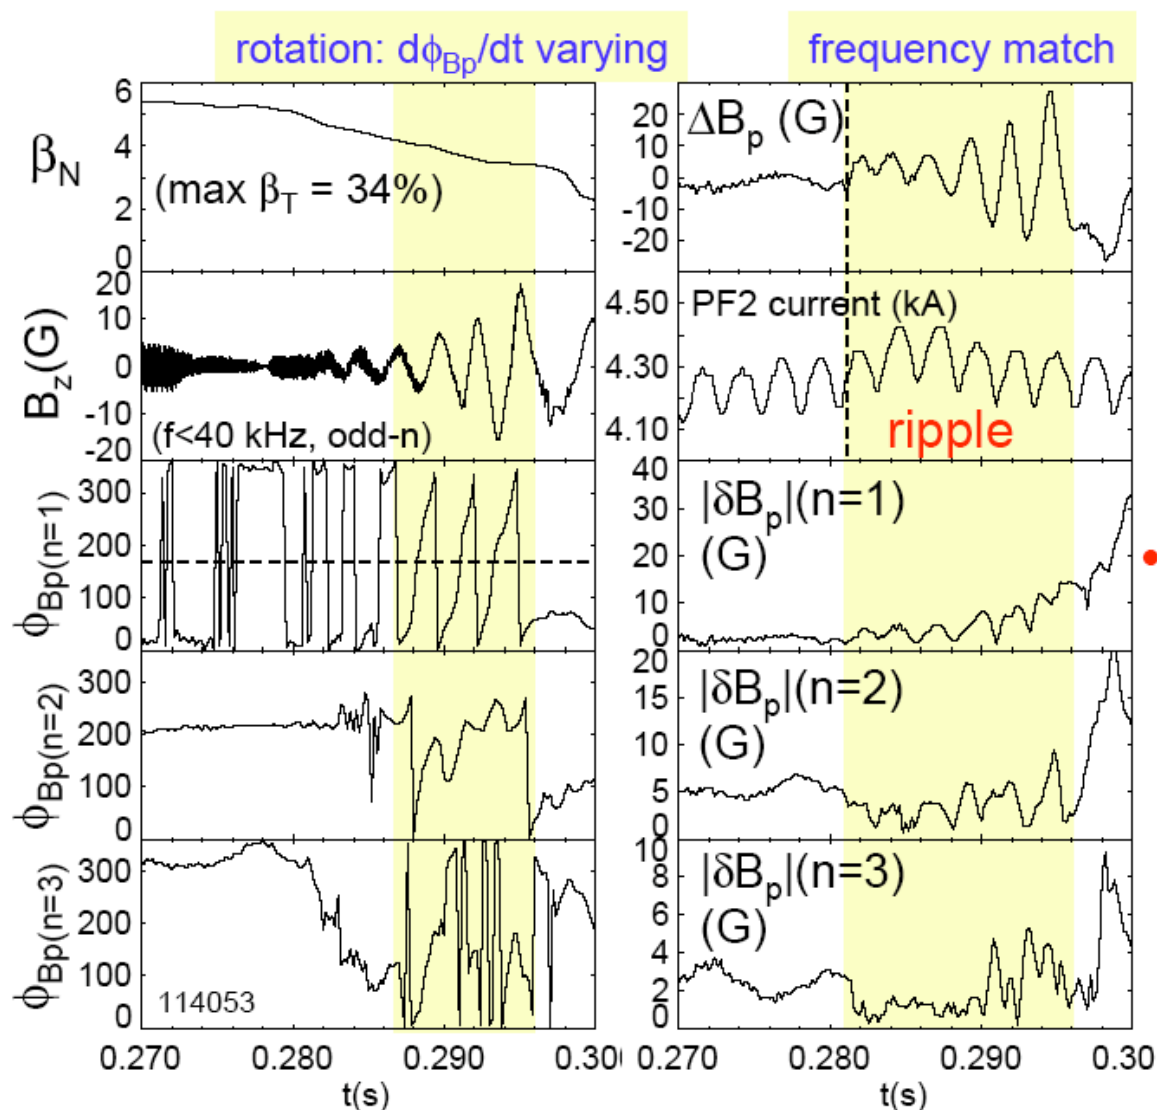 rotation: dϕBp/dt varying
frequency match
βN
6
4
2
0
(max βT = 34%)
Bz(G)
20
10
0
-10
-20
(f<40 kHz, odd-n)
ϕBp(n=1)
300
200
100
0
ϕBp(n=2)
300
200
100
0
ϕBp(n=3)
300
200
100
0
114053
0.270
0.280
0.290
0.300
t(s)
ΔBp (G)
20
10
0
-10
-20
PF2 current (kA)
4.50
4.30
4.10
ripple
|δBp|(n=1)
(G)
40
30
20
10
0
|δBp|(n=2)
(G)
20
15
10
5
0
|δBp|(n=3)
(G)
10
8
6
4
2
0
0.270
0.280
0.290
0.300
t(s)